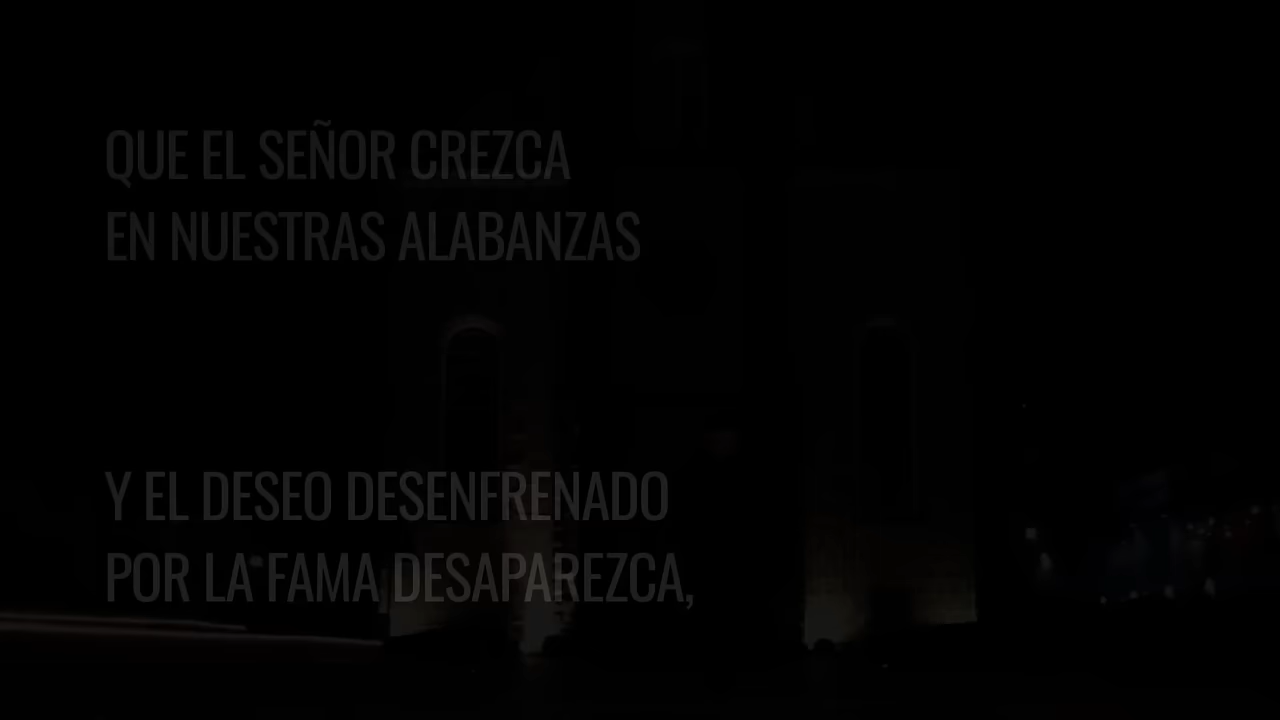 QUE EL SEÑOR CREZCA
EN NUESTRAS ALABANZAS
Y EL DESEO DESENFRENADO
POR LA FAMA DESAPAREZCA,